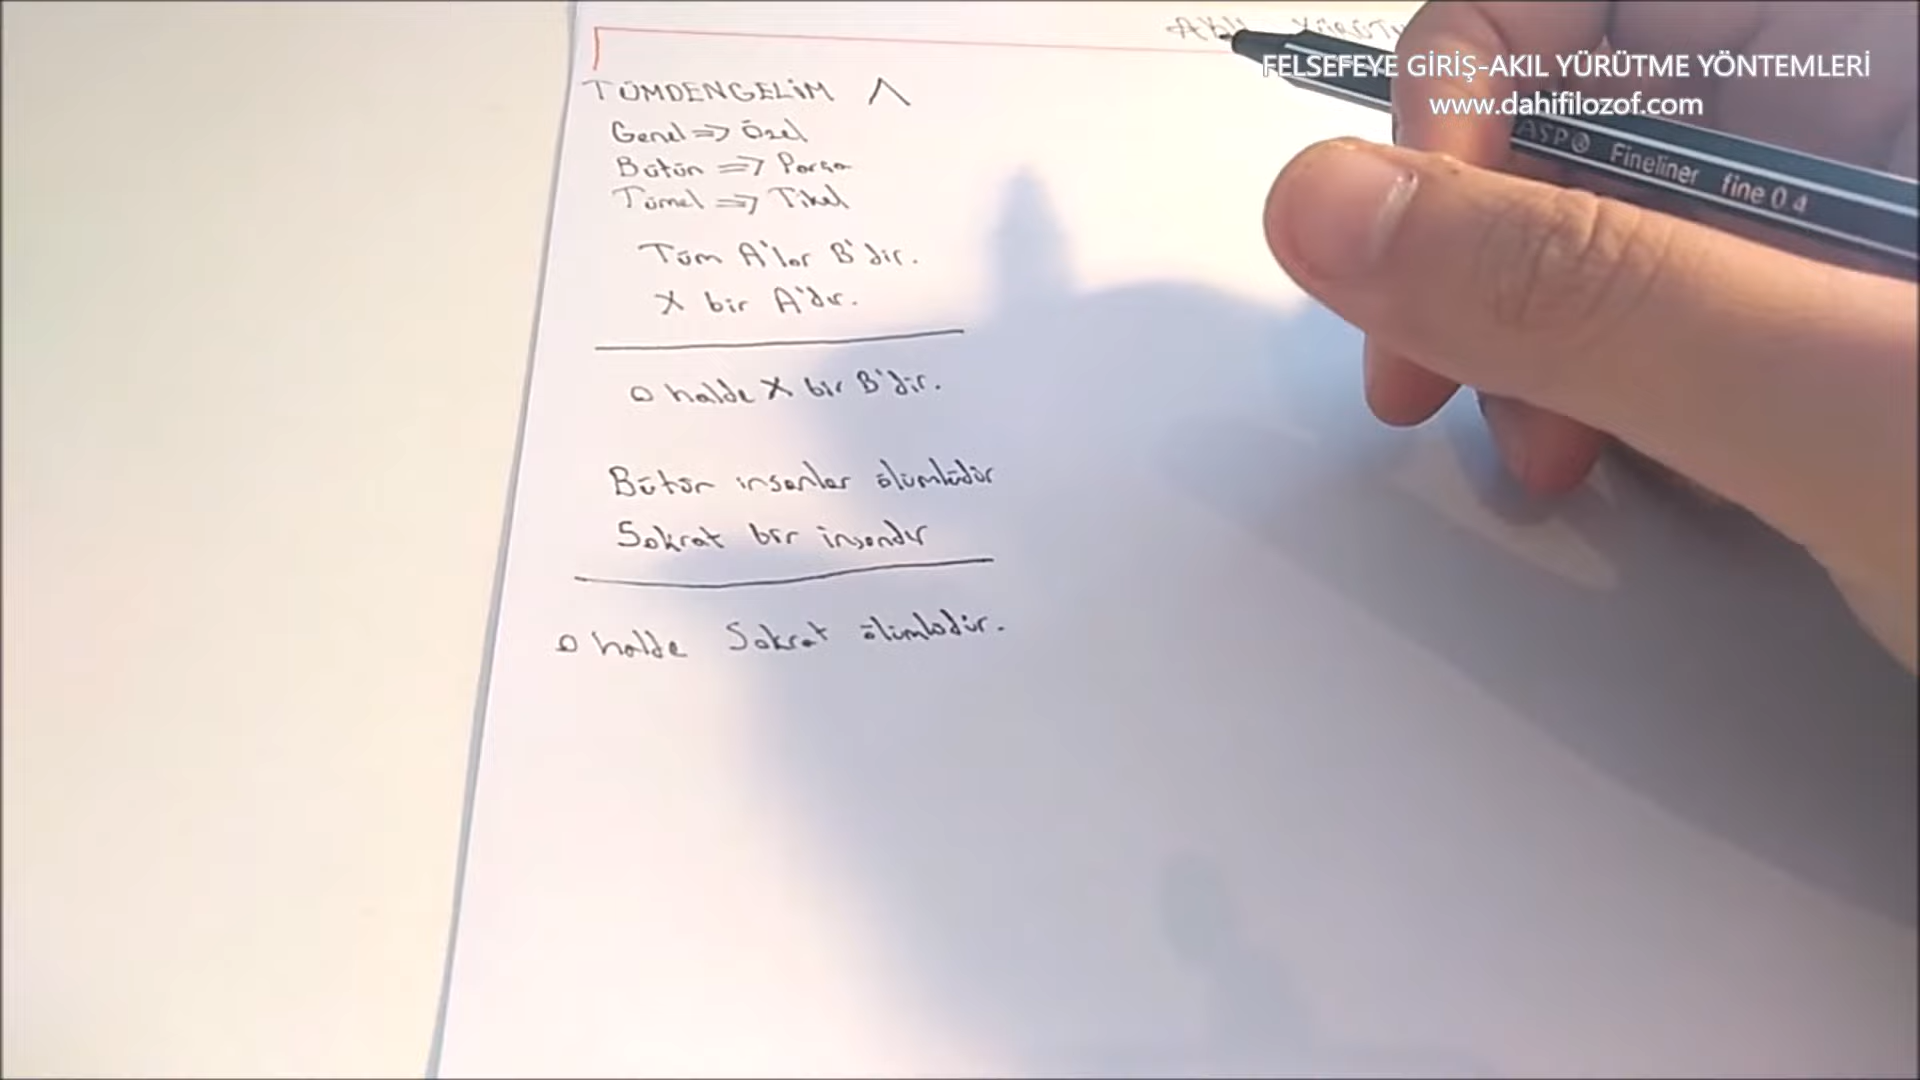 FELSEFEYE GİRİŞ-AKIL YÜRÜTME YÖNTEMLERİ
www.dahifilozof.com
TÜMDENGELİM
Genel => Özel
Bütün => Parça
Tümel => Tikel
Tüm A'lar B'dir.
X bir A'dır.
O halde X bir B'dir.
Bütün insanlar ölümlüdür
Sokrat bir insandır
O halde Sokrat ölümlüdür.
ASP
Fineliner fine 0.4